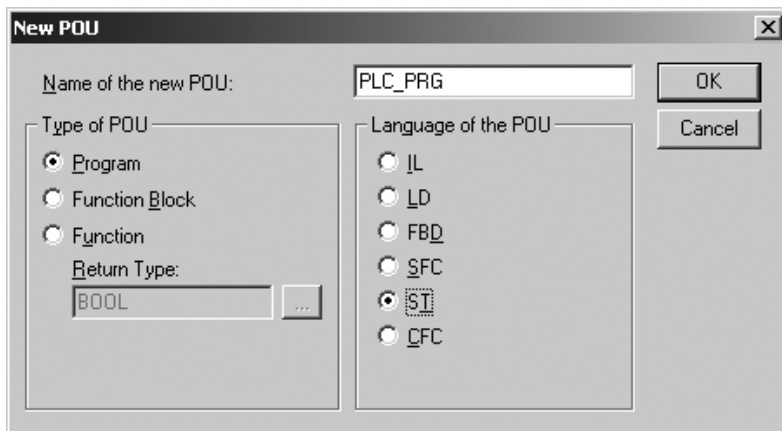 New POU
Name of the new POU: PLC_PRG OK
Type of POU Language of the POU Cancel
Program IL
Function Block LD
Function FBD
Return Type: SFC
BOOL ... ST
CFC